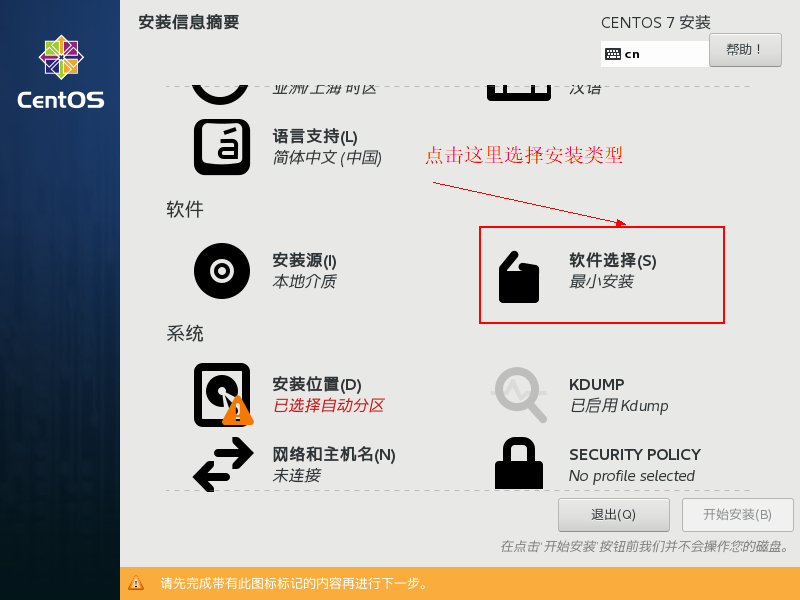 安装信息摘要
CENTOS 7 安装
cn
帮助！
CentOS
亚洲/上海 时区
汉语
语言支持(L)
简体中文 (中国)
点击这里选择安装类型
软件
安装源(I)
本地介质
软件选择(S)
最小安装
系统
安装位置(D)
已选择自动分区
KDUMP
已启用 Kdump
网络和主机名(N)
未连接
SECURITY POLICY
No profile selected
退出(Q)
开始安装(B)
在点击'开始安装'按钮前我们并不会操作您的磁盘。
请先完成带有此图标标记的内容再进行下一步。